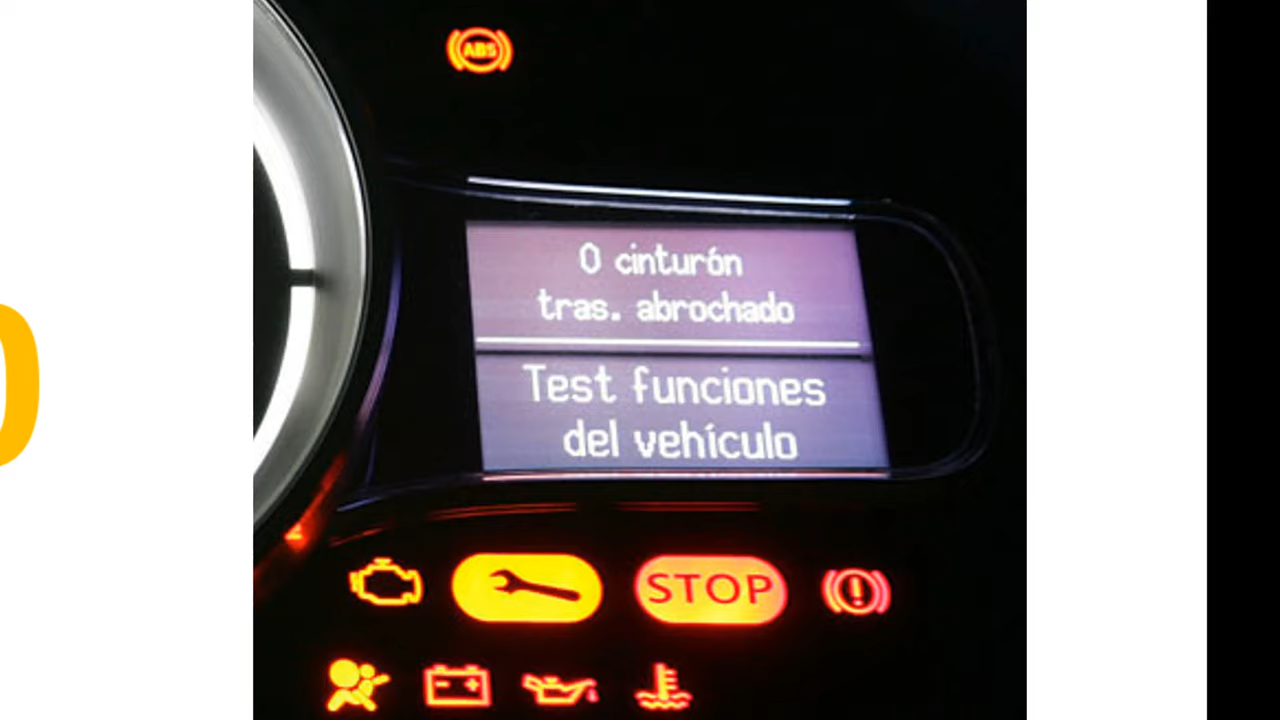 ABS
0 cinturón
tras. abrochado
Test funciones
del vehículo
STOP